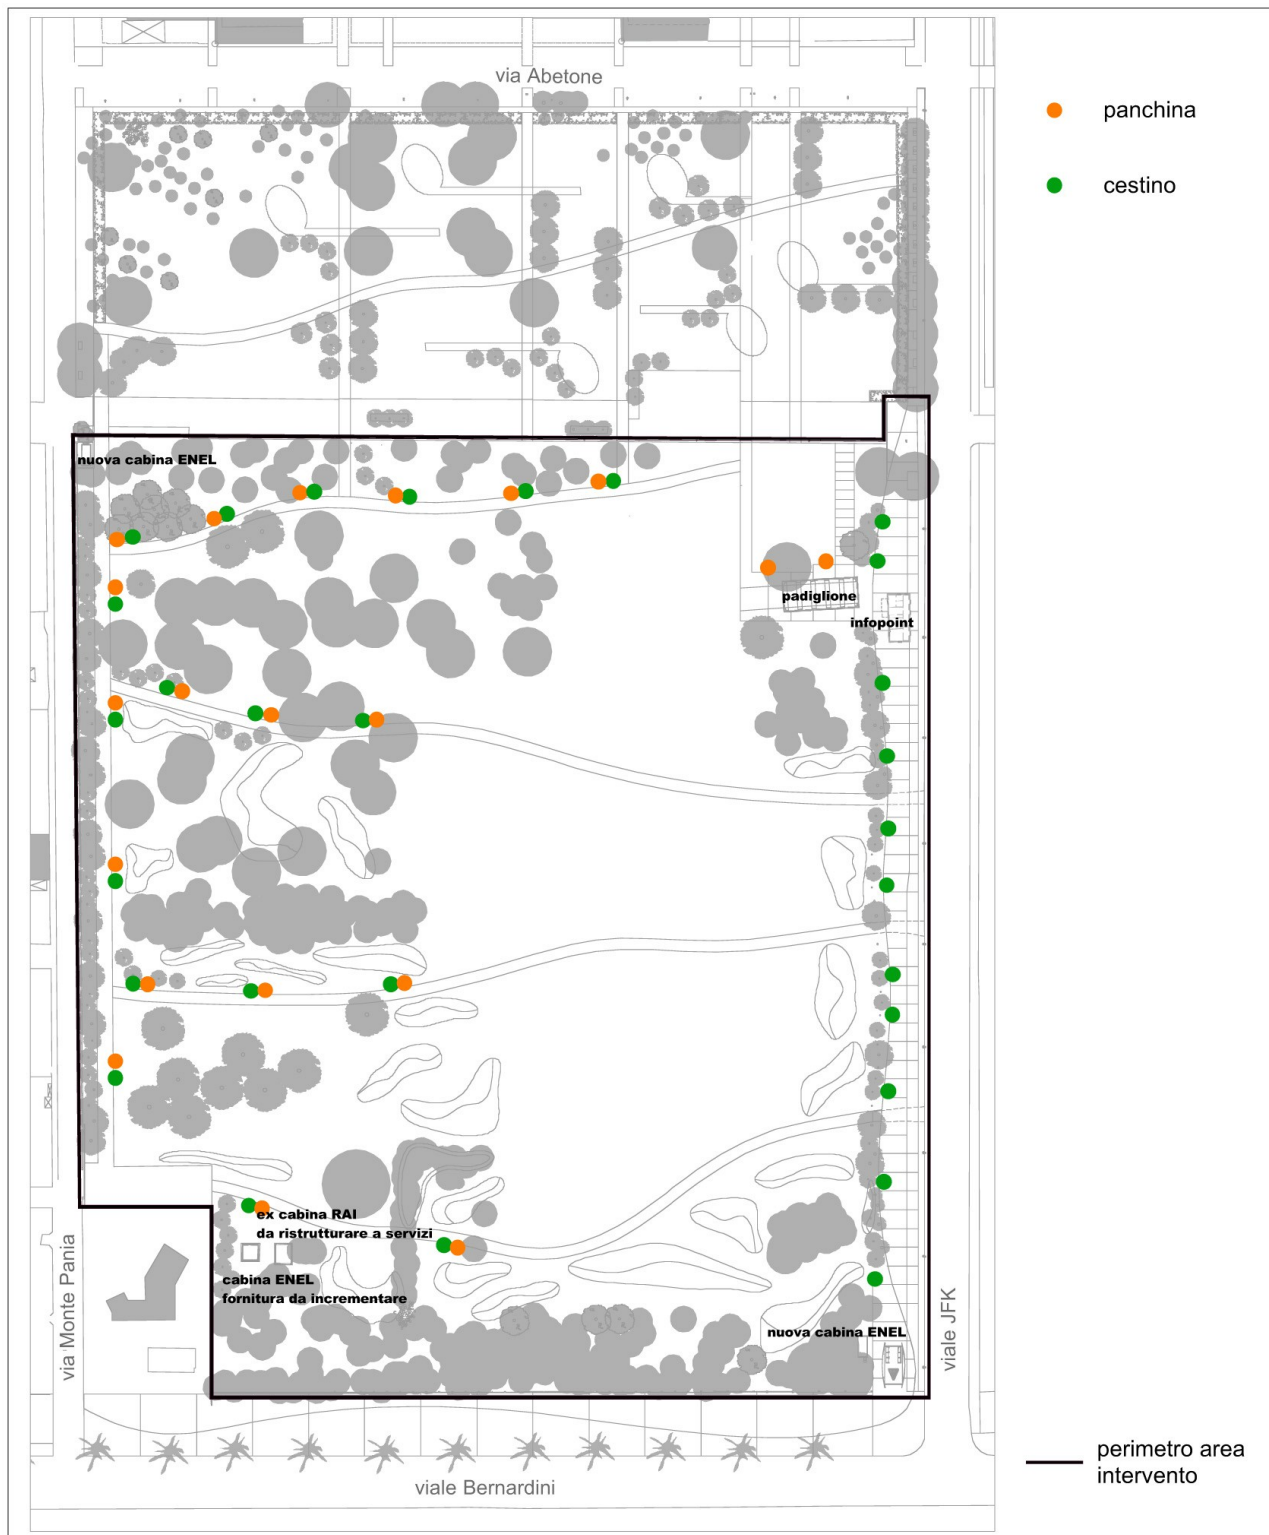 via Abetone
panchina
cestino
nuova cabina ENEL
padiglione
infopoint
ex cabina RAI
da ristrutturare a servizi
cabina ENEL
fornitura da incrementare
nuova cabina ENEL
via Monte Pania
viale JFK
viale Bernardini
perimetro area
intervento